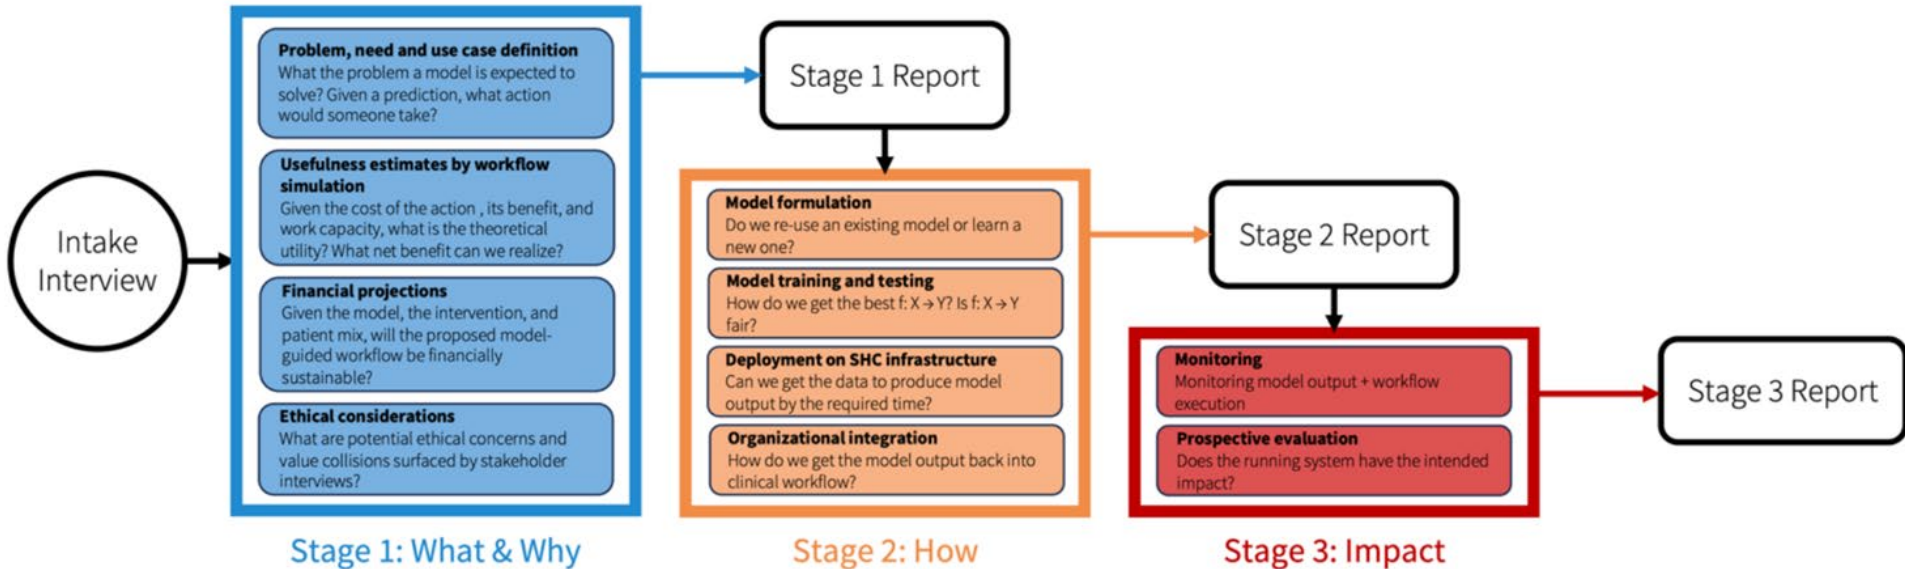 Intake
Interview
Problem, need and use case definition
What the problem a model is expected to
solve? Given a prediction, what action
would someone take?
Usefulness estimates by workflow
simulation
Given the cost of the action , its benefit, and
work capacity, what is the theoretical
utility? What net benefit can we realize?
Financial projections
Given the model, the intervention, and
patient mix, will the proposed model-
guided workflow be financially
sustainable?
Ethical considerations
What are potential ethical concerns and
value collisions surfaced by stakeholder
interviews?
Stage 1: What & Why
Stage 1 Report
Model formulation
Do we re-use an existing model or learn a
new one?
Model training and testing
How do we get the best f: X → Y? Is f: X → Y
fair?
Deployment on SHC infrastructure
Can we get the data to produce model
output by the required time?
Organizational integration
How do we get the model output back into
clinical workflow?
Stage 2: How
Stage 2 Report
Monitoring
Monitoring model output + workflow
execution
Prospective evaluation
Does the running system have the intended
impact?
Stage 3: Impact
Stage 3 Report